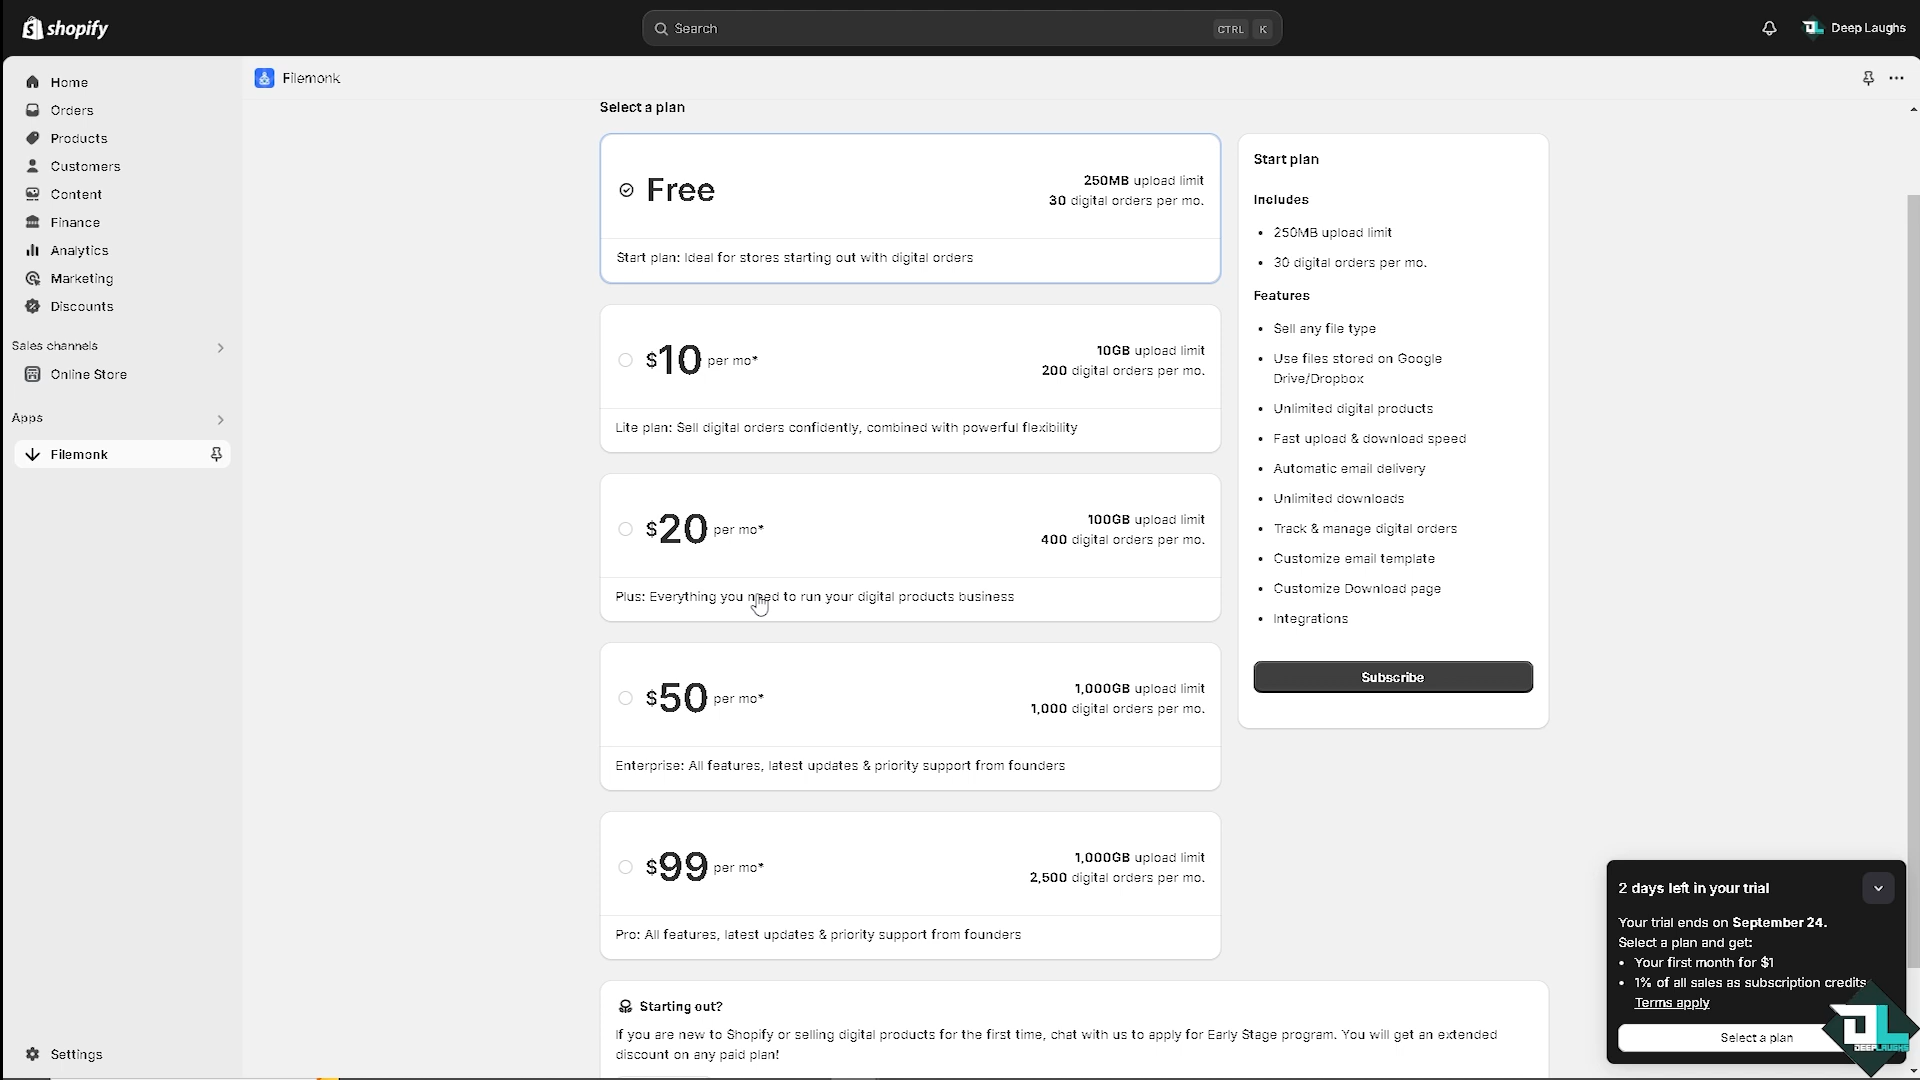 shopify
Search
CTRL K
Deep Laughs
Home
Orders
Products
Customers
Content
Finance
Analytics
Marketing
Discounts
Sales channels
Online Store
Apps
Filemonk
Settings
Filemonk
Select a plan
Free
250MB upload limit
30 digital orders per mo.
Start plan: Ideal for stores starting out with digital orders
$10 per mo*
10GB upload limit
200 digital orders per mo.
Lite plan: Sell digital orders confidently, combined with powerful flexibility
$20 per mo*
100GB upload limit
400 digital orders per mo.
Plus: Everything you need to run your digital products business
$50 per mo*
1,000GB upload limit
1,000 digital orders per mo.
Enterprise: All features, latest updates & priority support from founders
$99 per mo*
1,000GB upload limit
2,500 digital orders per mo.
Pro: All features, latest updates & priority support from founders
Starting out?
If you are new to Shopify or selling digital products for the first time, chat with us to apply for Early Stage program. You will get an extended
discount on any paid plan!
Start plan
Includes
• 250MB upload limit
• 30 digital orders per mo.
Features
• Sell any file type
• Use files stored on Google
Drive/Dropbox
• Unlimited digital products
• Fast upload & download speed
• Automatic email delivery
• Unlimited downloads
• Track & manage digital orders
• Customize email template
• Customize Download page
• Integrations
Subscribe
2 days left in your trial
Your trial ends on September 24.
Select a plan and get:
• Your first month for $1
• 1% of all sales as subscription credits
Terms apply
Select a plan
DL
DEEPLAUGHS